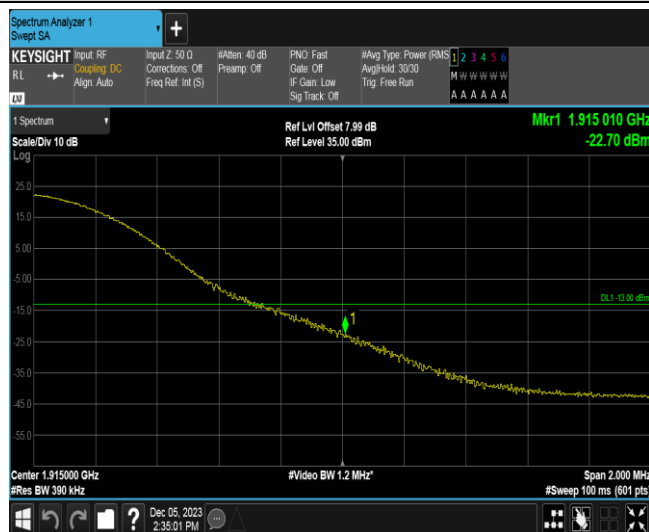 Spectrum Analyzer 1
Swept SA
KEYSIGHT
RL
Input: RF
Coupling: DC
Align: Auto
Input Z: 50 Ω
Corrections: Off
Freq Ref: Int (S)
#Atten: 40 dB
Preamp: Off
PNO: Fast
Gate: Off
IF Gain: Low
Sig Track: Off
#Avg Type: Power (RMS
Avg|Hold: 30/30
Trig: Free Run
1 2 3 4 5 6
M W W W W W
A A A A A A
LXI
1 Spectrum
Scale/Div 10 dB
Log
Ref Lvl Offset 7.99 dB
Ref Level 35.00 dBm
Mkr1 1.915 010 GHz
-22.70 dBm
25.0
15.0
5.00
-5.00
DL1 -13.00 dBm
-15.0
1
-25.0
-35.0
-45.0
-55.0
Center 1.915000 GHz
#Res BW 390 kHz
#Video BW 1.2 MHz*
Span 2.000 MHz
#Sweep 100 ms (601 pts)
?
Dec 05, 2023
2:35:01 PM